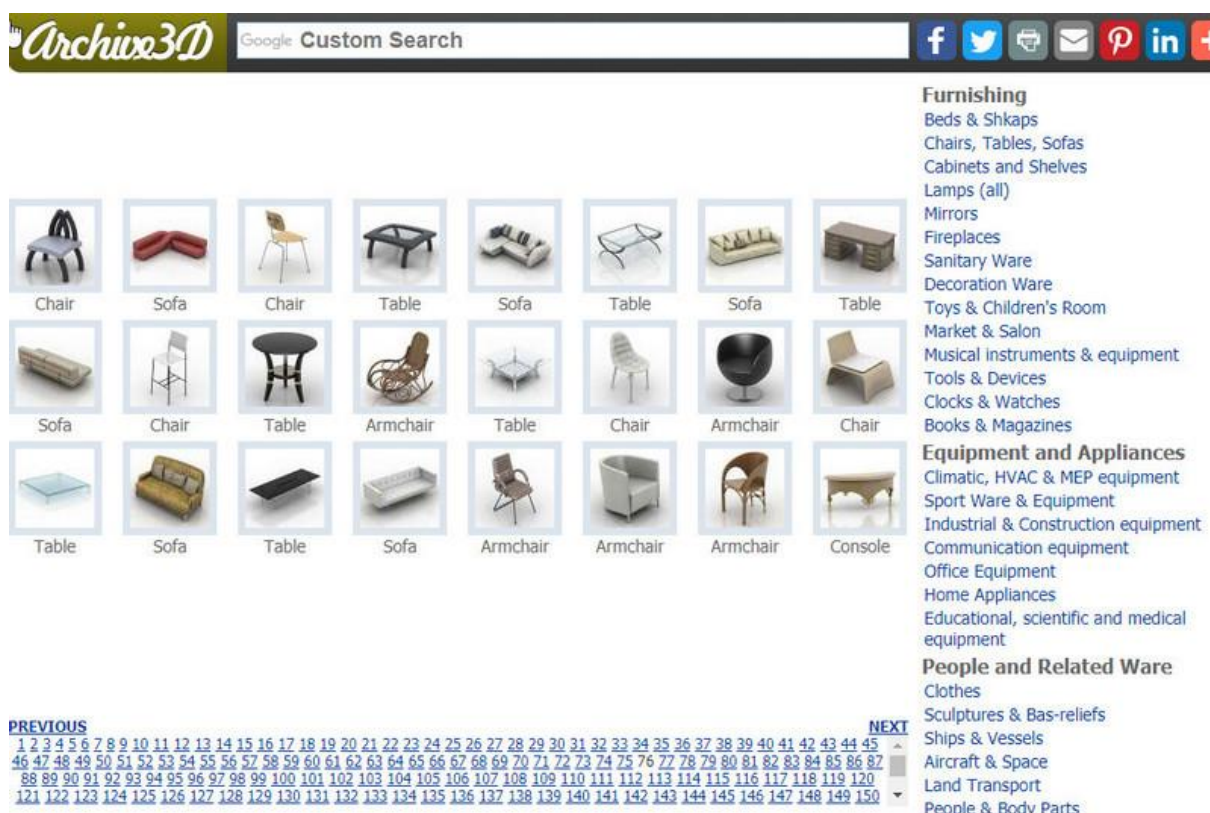 Archive3D
Google Custom Search
Chair Sofa Chair Table Sofa Table Sofa Table
Sofa Chair Table Armchair Table Chair Armchair Chair
Table Sofa Table Sofa Armchair Armchair Armchair Console
PREVIOUS NEXT
1 2 3 4 5 6 7 8 9 10 11 12 13 14 15 16 17 18 19 20 21 22 23 24 25 26 27 28 29 30 31 32 33 34 35 36 37 38 39 40 41 42 43 44 45
46 47 48 49 50 51 52 53 54 55 56 57 58 59 60 61 62 63 64 65 66 67 68 69 70 71 72 73 74 75 76 77 78 79 80 81 82 83 84 85 86 87
88 89 90 91 92 93 94 95 96 97 98 99 100 101 102 103 104 105 106 107 108 109 110 111 112 113 114 115 116 117 118 119 120
121 122 123 124 125 126 127 128 129 130 131 132 133 134 135 136 137 138 139 140 141 142 143 144 145 146 147 148 149 150
Furnishing
Beds & Shkaps
Chairs, Tables, Sofas
Cabinets and Shelves
Lamps (all)
Mirrors
Fireplaces
Sanitary Ware
Decoration Ware
Toys & Children's Room
Market & Salon
Musical instruments & equipment
Tools & Devices
Clocks & Watches
Books & Magazines
Equipment and Appliances
Climatic, HVAC & MEP equipment
Sport Ware & Equipment
Industrial & Construction equipment
Communication equipment
Office Equipment
Home Appliances
Educational, scientific and medical
equipment
People and Related Ware
Clothes
Sculptures & Bas-reliefs
Ships & Vessels
Aircraft & Space
Land Transport
People & Body Parts